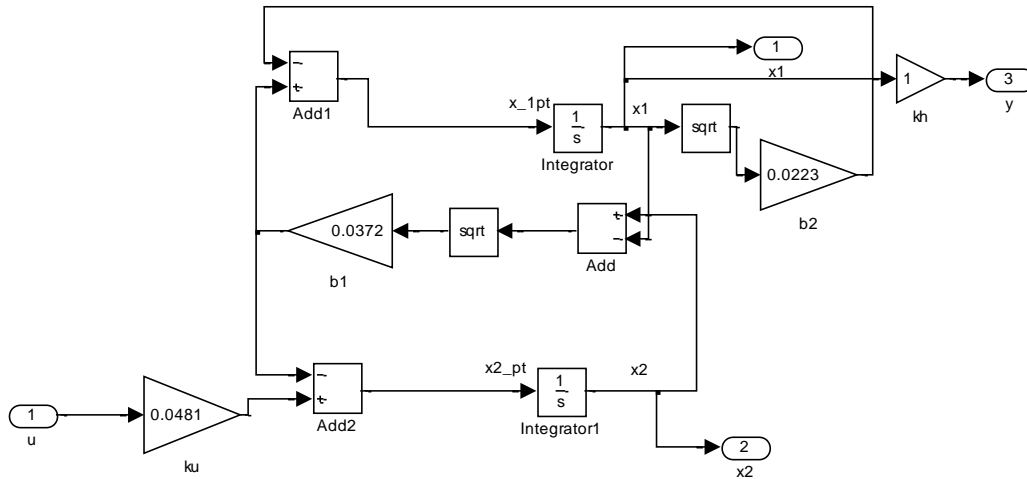 1
x1
1
kh
3
y
−
+
Add1
x_1pt
1
s
Integrator
x1
sqrt
0.0223
b2
0.0372
b1
sqrt
+
−
Add
1
u
0.0481
ku
−
+
Add2
x2_pt
1
s
Integrator1
x2
2
x2